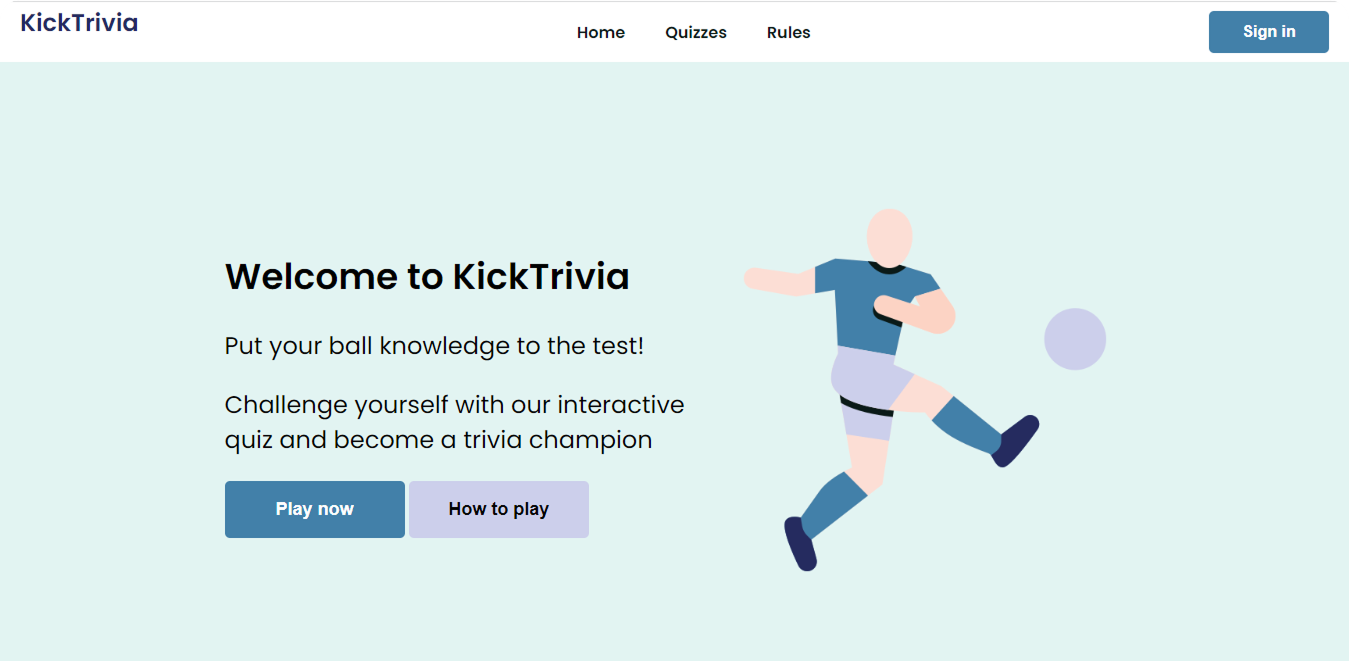 KickTrivia
Home
Quizzes
Rules
Sign in
Welcome to KickTrivia
Put your ball knowledge to the test!
Challenge yourself with our interactive
quiz and become a trivia champion
Play now
How to play